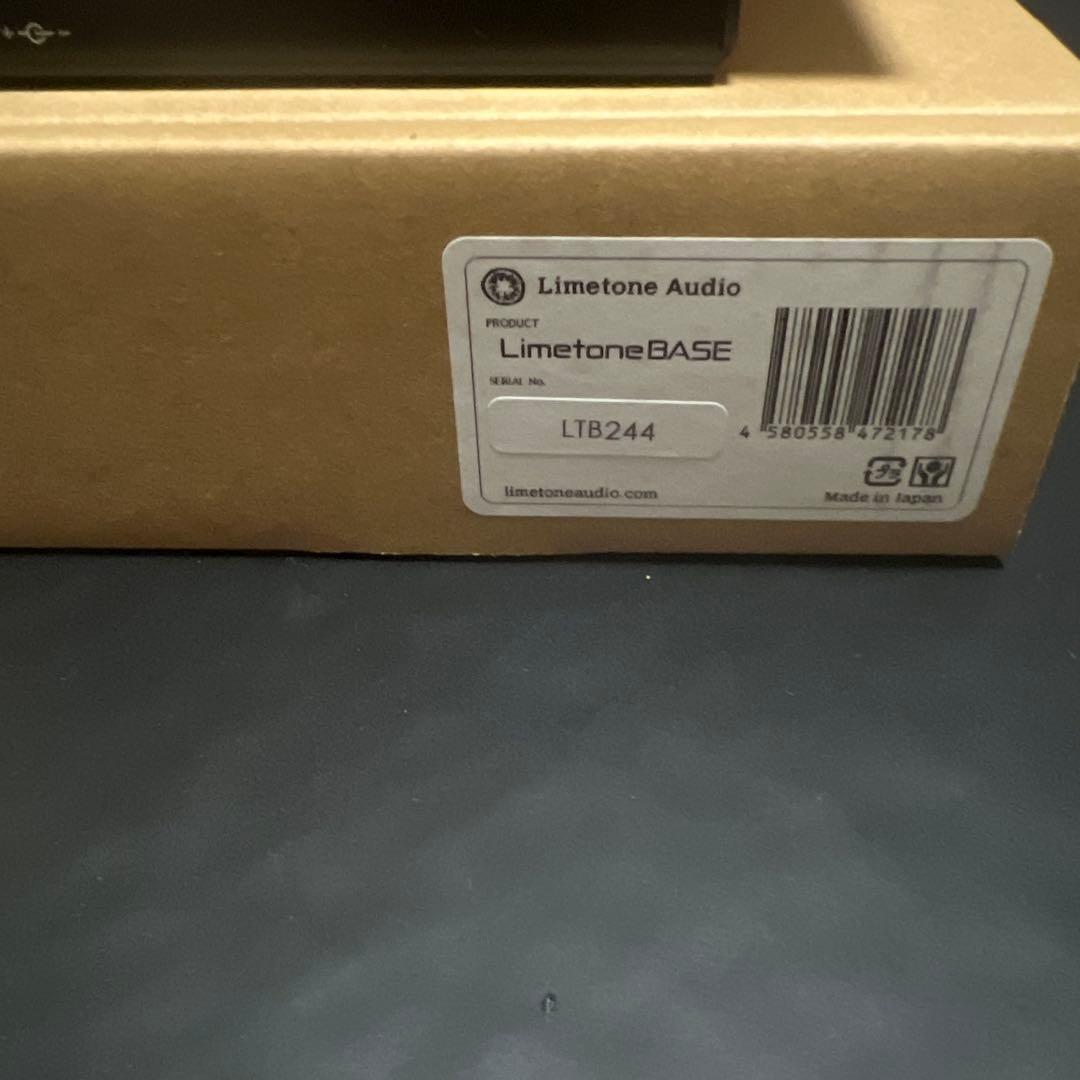 Limetone Audio
PRODUCT
LimetoneBASE
SERIAL No.
LTB244
4 580558 472178
limetoneaudio.com
Made in Japan